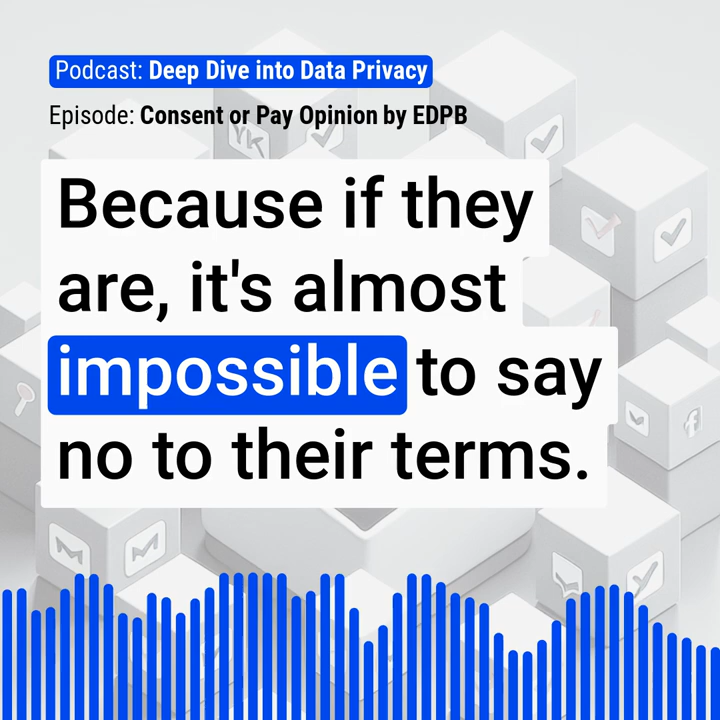 Podcast: Deep Dive into Data Privacy
Episode: Consent or Pay Opinion by EDPB
Because if they
are, it's almost
impossible to say
no to their terms.